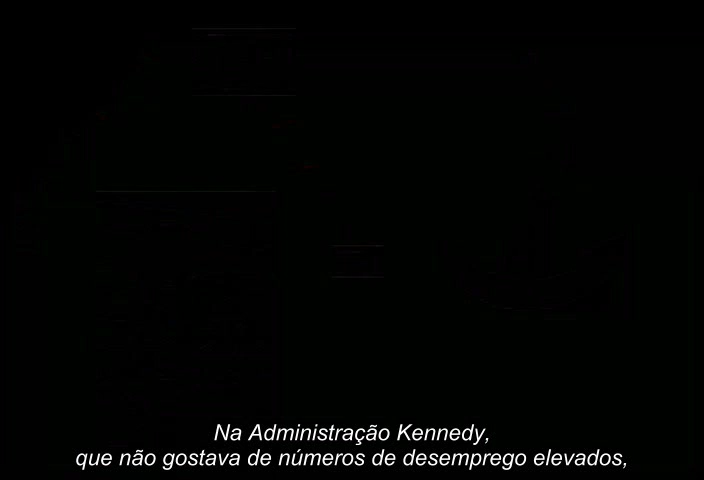 Na Administração Kennedy,
que não gostava de números de desemprego elevados,